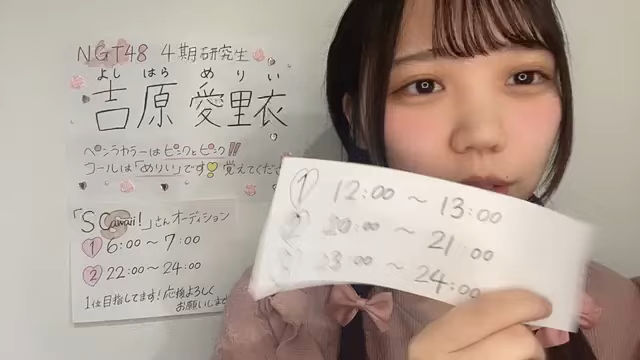 NGT48 4期研究生
よし はら め り い
吉原 愛里衣
ペンラカラーはピンクとピンク!!
コールは「めりい」です 覚えてくださ
「S Cawaii!」さんオーディション
① 6:00〜7:00
② 22:00〜24:00
1位目指してます!応援よろしく
お願いします
① 12:00 〜 13:00
② 20:00 〜 21:00
③ 23:00 〜 24:00